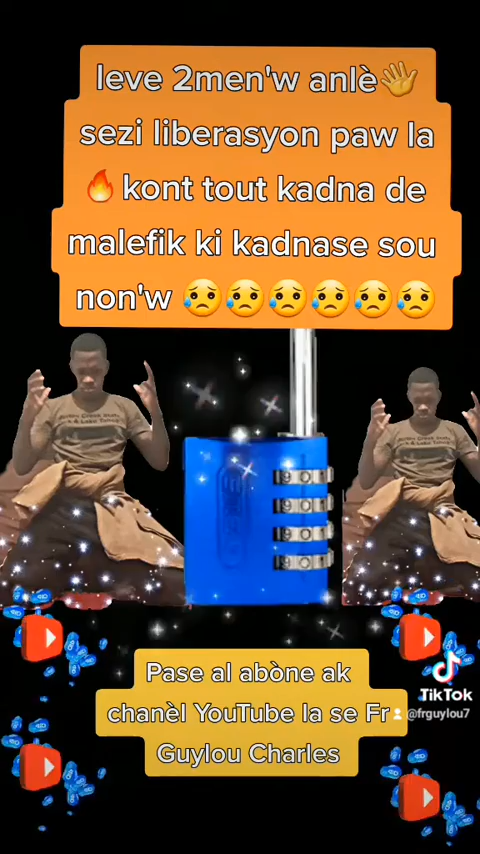 leve 2men'w anlè👋
sezi liberasyon paw la
🔥 kont tout kadna de
malefik ki kadnase sou
non'w 😥😥😥😥😥😥
Pase al abòne ak
chanèl YouTube la se Fr
Guylou Charles
TikTok
@frguylou7